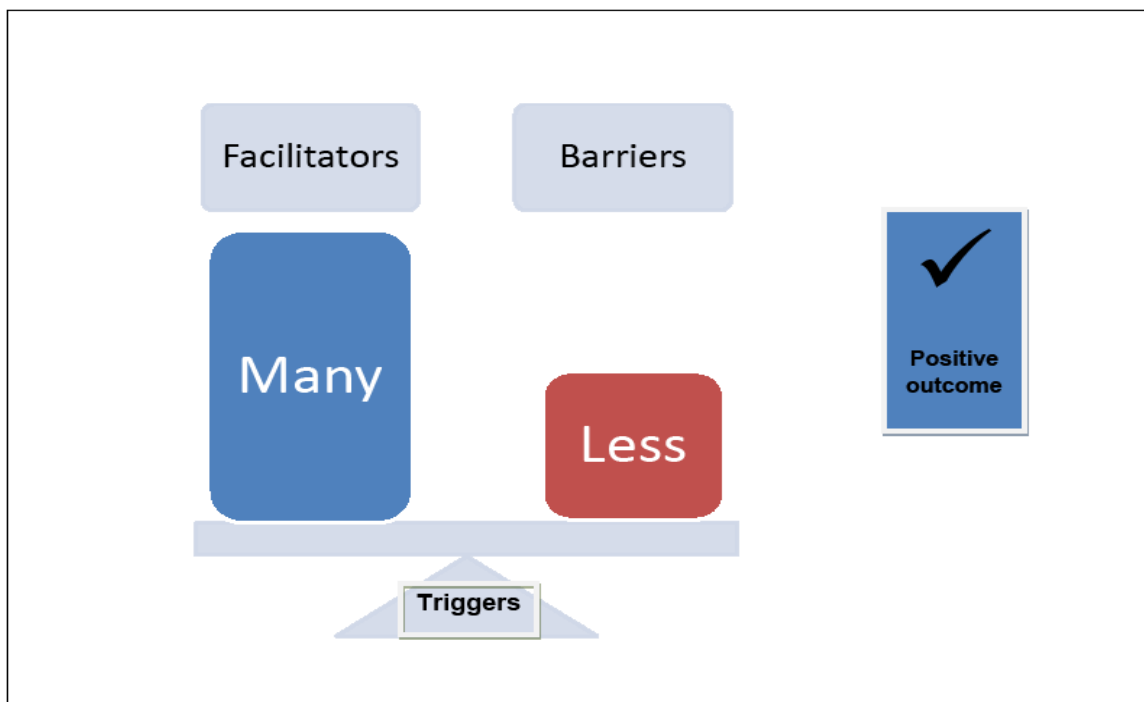 Facilitators
Barriers
Many
Less
Triggers
Positive
outcome